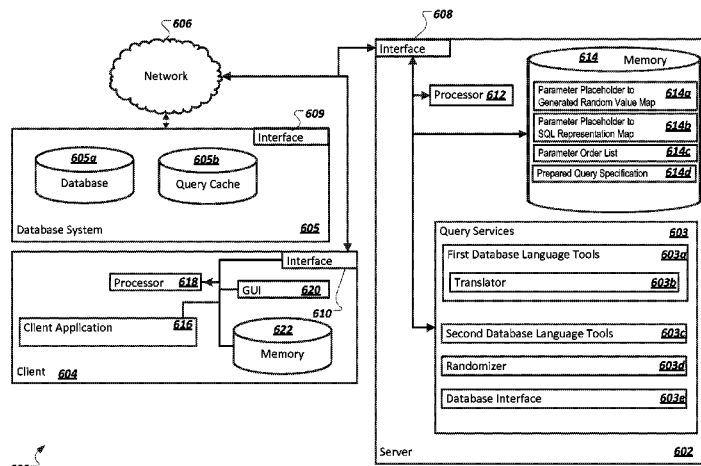 606
Network
609
Interface
605a
Database
605b
Query Cache
Database System
605
Interface
Processor 618
GUI 620
610
Client Application 616
622
Memory
Client 604
608
Interface
Processor 612
614 Memory
Parameter Placeholder to
Generated Random Value Map 614a
Parameter Placeholder to
SQL Representation Map 614b
Parameter Order List 614c
Prepared Query Specification 614d
Query Services 603
First Database Language Tools 603a
Translator 603b
Second Database Language Tools 603c
Randomizer 603d
Database Interface 603e
Server 602